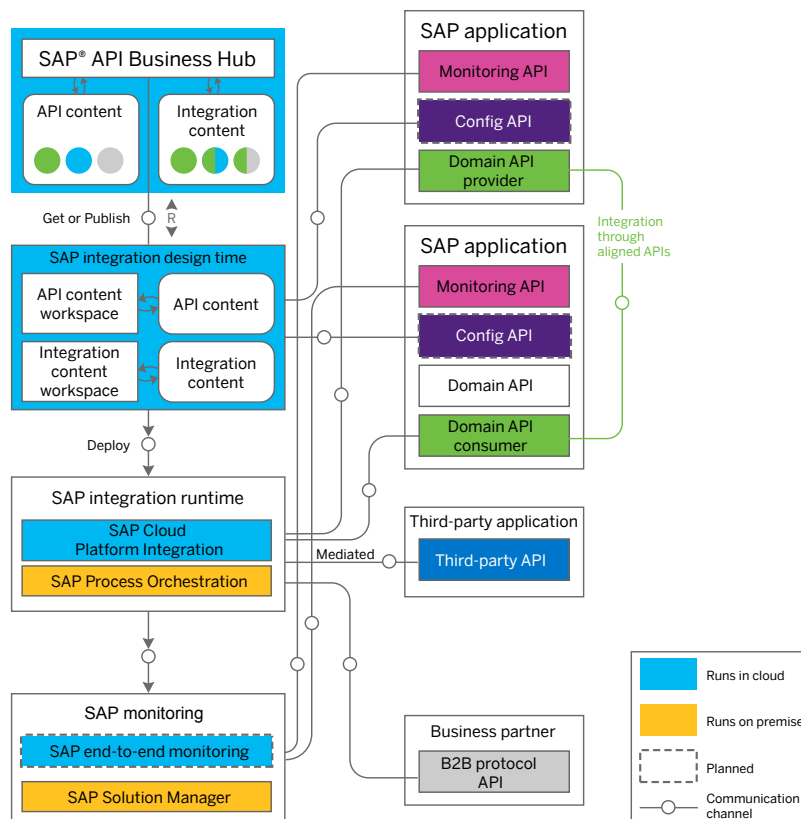 SAP® API Business Hub
API content
Integration
content
Get or Publish
R
SAP integration design time
API content
workspace
API content
Integration
content
workspace
Integration
content
Deploy
SAP integration runtime
SAP Cloud
Platform Integration
SAP Process Orchestration
Mediated
SAP monitoring
SAP end-to-end monitoring
SAP Solution Manager
SAP application
Monitoring API
Config API
Domain API
provider
Integration
through
aligned APIs
SAP application
Monitoring API
Config API
Domain API
Domain API
consumer
Third-party application
Third-party API
Business partner
B2B protocol
API
Runs in cloud
Runs on premise
Planned
Communication
channel